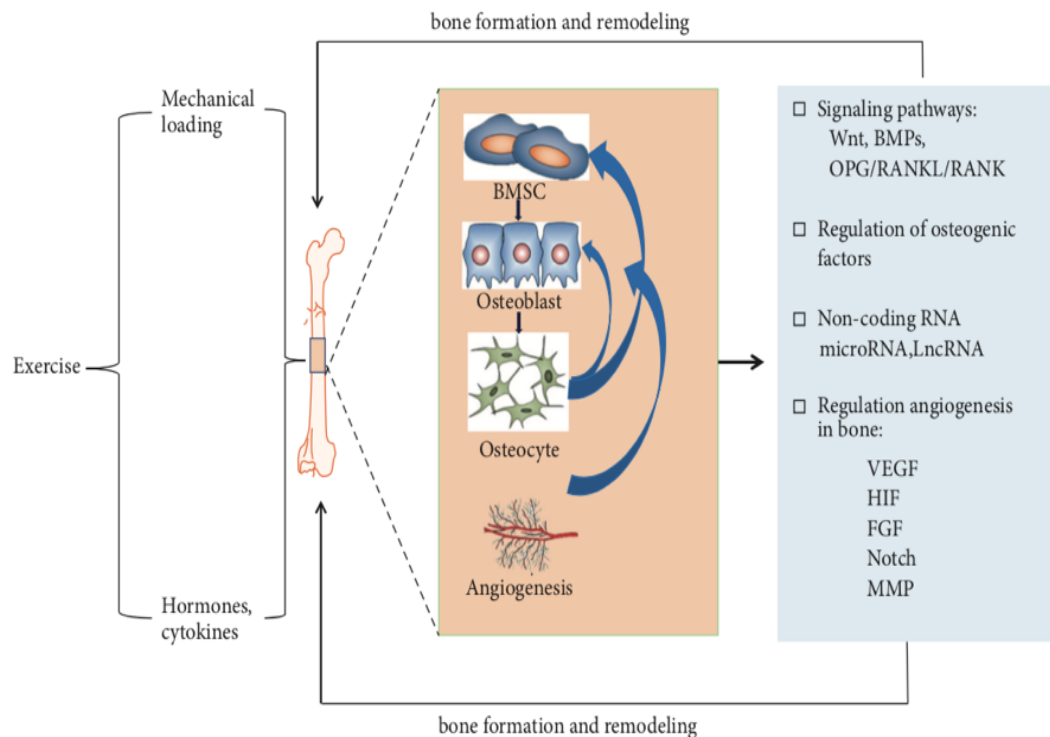 bone formation and remodeling
Mechanical
loading
Exercise
Hormones,
cytokines
BMSC
Osteoblast
Osteocyte
Angiogenesis
□ Signaling pathways:
Wnt, BMPs,
OPG/RANKL/RANK
□ Regulation of osteogenic
factors
□ Non-coding RNA
microRNA,LncRNA
□ Regulation angiogenesis
in bone:
VEGF
HIF
FGF
Notch
MMP
bone formation and remodeling